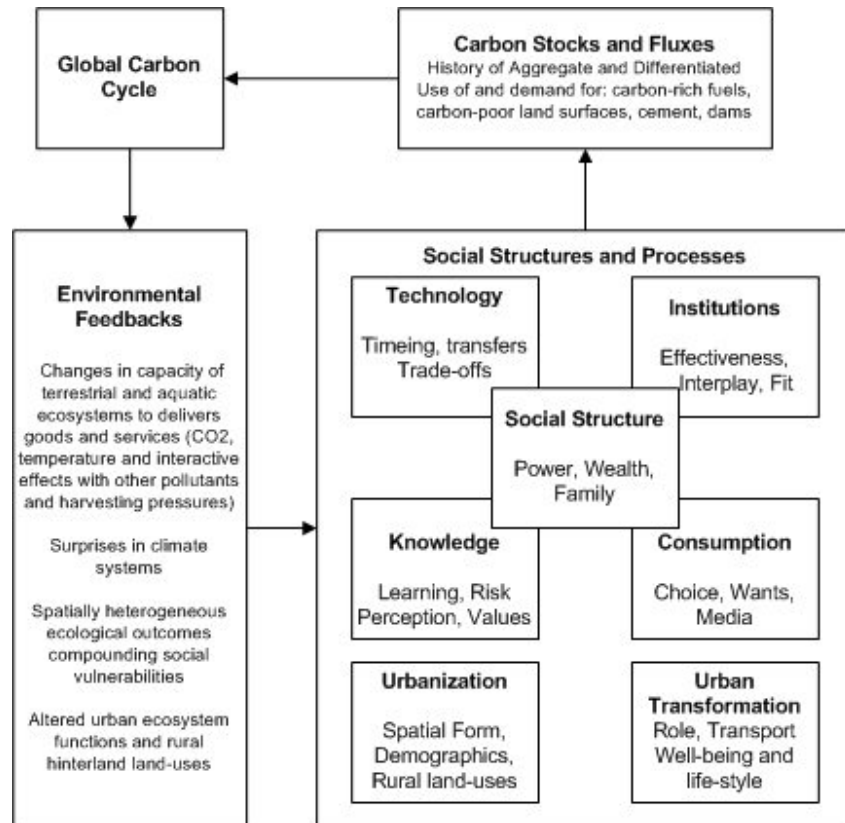 Global Carbon
Cycle
Carbon Stocks and Fluxes
History of Aggregate and Differentiated
Use of and demand for: carbon-rich fuels,
carbon-poor land surfaces, cement, dams
Environmental
Feedbacks
Changes in capacity of
terrestrial and aquatic
ecosystems to delivers
goods and services (CO2,
temperature and interactive
effects with other pollutants
and harvesting pressures)
Surprises in climate
systems
Spatially heterogeneous
ecological outcomes
compounding social
vulnerabilities
Altered urban ecosystem
functions and rural
hinterland land-uses
Social Structures and Processes
Technology
Timeing, transfers
Trade-offs
Institutions
Effectiveness,
Interplay, Fit
Social Structure
Power, Wealth,
Family
Knowledge
Learning, Risk
Perception, Values
Consumption
Choice, Wants,
Media
Urbanization
Spatial Form,
Demographics,
Rural land-uses
Urban
Transformation
Role, Transport
Well-being and
life-style